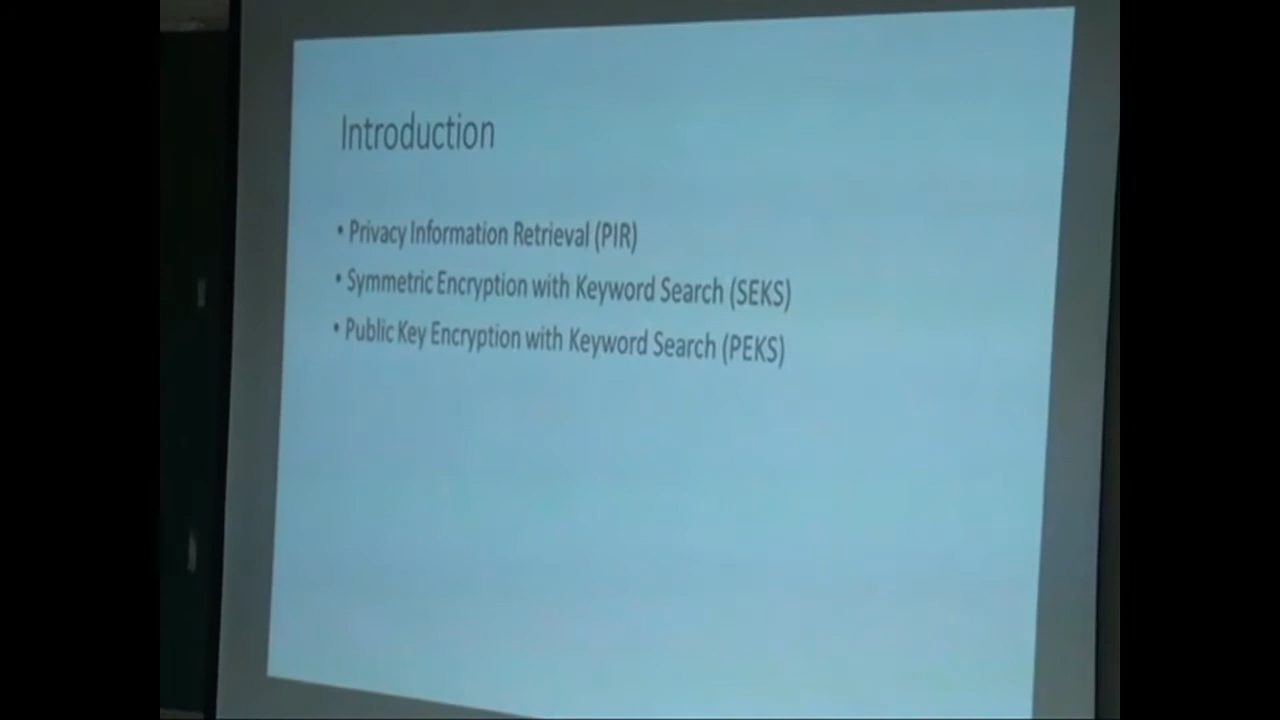 Introduction
• Privacy Information Retrieval (PIR)
• Symmetric Encryption with Keyword Search (SEKS)
• Public Key Encryption with Keyword Search (PEKS)